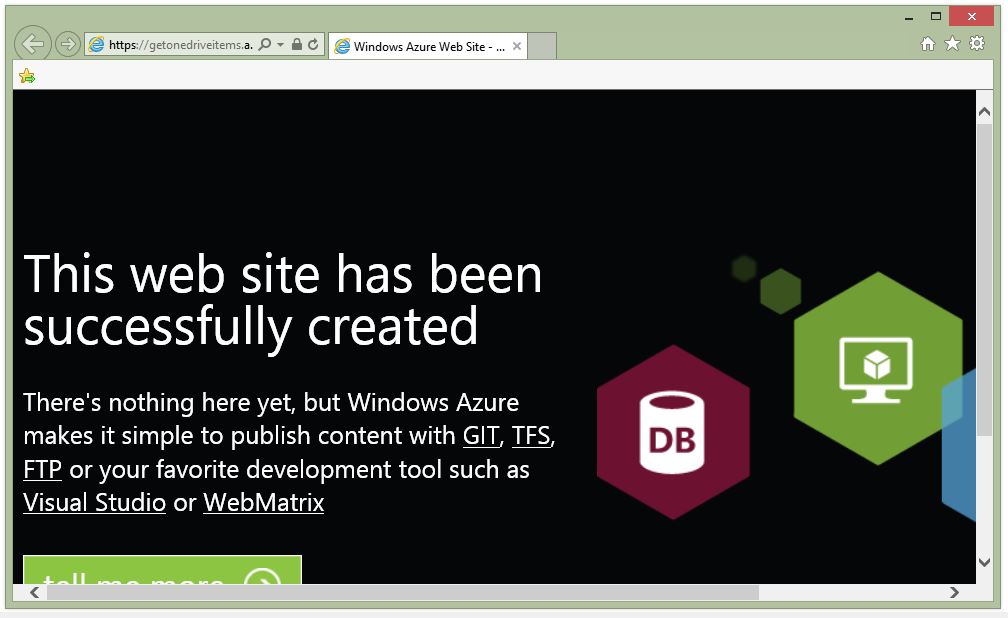 https://getonedriveitems.a.
Windows Azure Web Site - ...
This web site has been
successfully created
There's nothing here yet, but Windows Azure
makes it simple to publish content with GIT, TFS,
FTP or your favorite development tool such as
Visual Studio or WebMatrix
DB
tell me more